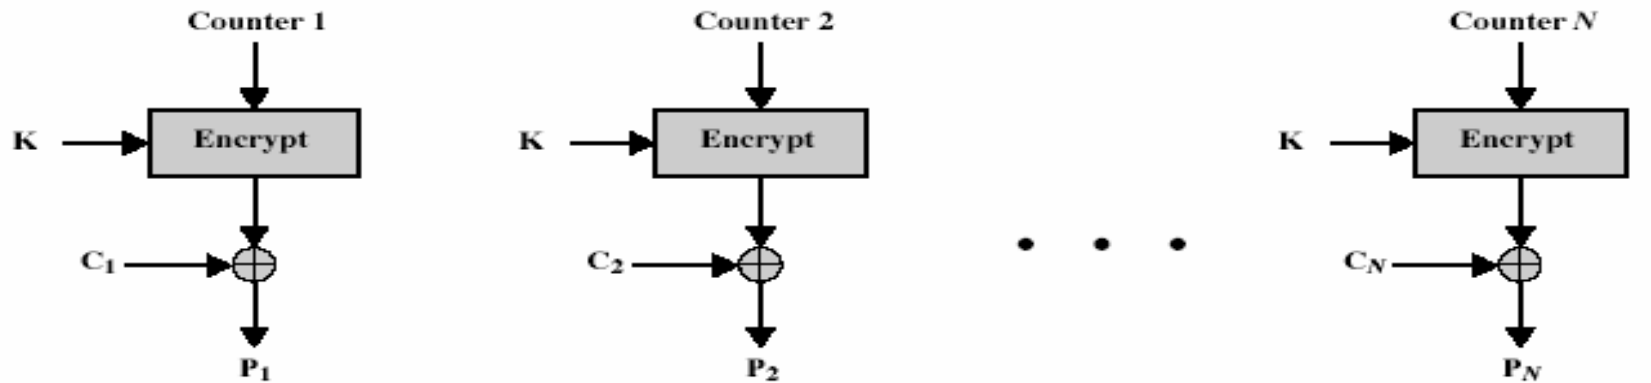 Counter 1
Counter 2
Counter N
K
Encrypt
K
Encrypt
K
Encrypt
C1
C2
CN
P1
P2
PN